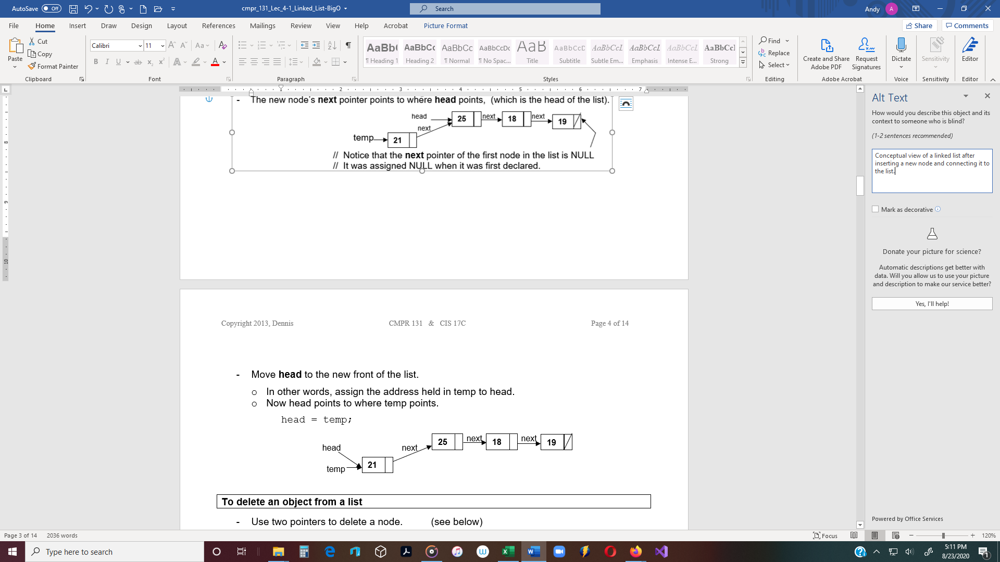 AutoSave Off cmpr_131_Lec_4-1_Linked_List-BigO Search Andy A
File Home Insert Draw Design Layout References Mailings Review View Help Acrobat Picture Format Share Comments
Paste Cut Copy Format Painter
Clipboard
Calibri 11
Font
Paragraph
AaBb( AaBbCc AaBbCc AaBbCcDc AaB AaBbCcD AaBbCcL AaBbCcL AaBbCcL AaBbCcl
¶ Heading 1 Heading 2 ¶ Normal ¶ No Spac... Title Subtitle Subtle Em... Emphasis Intense E... Strong
Styles
Find
Replace
Select
Editing
Create and Share Adobe PDF Request Signatures
Adobe Acrobat
Dictate
Voice
Sensitivity
Sensitivity
Editor
Editor
1 2 3 4 5 6 7
8
9
10
- The new node's next pointer points to where head points, (which is the head of the list).
head 25 next 18 next 19
next
temp 21
// Notice that the next pointer of the first node in the list is NULL
// It was assigned NULL when it was first declared.
Copyright 2013, Dennis CMPR 131 & CIS 17C Page 4 of 14
- Move head to the new front of the list.
o In other words, assign the address held in temp to head.
o Now head points to where temp points.
head = temp;
25 next 18 next 19
head next
temp 21
To delete an object from a list
- Use two pointers to delete a node. (see below)
Alt Text
How would you describe this object and its
context to someone who is blind?
(1-2 sentences recommended)
Conceptual view of a linked list after
inserting a new node and connecting it to
the list.
Mark as decorative
Donate your picture for science?
Automatic descriptions get better with
data. Will you allow us to use your picture
and description to make our service better?
Yes, I'll help!
Powered by Office Services
Page 3 of 14 2036 words Focus 120%
Type here to search
5:11 PM
8/23/2020